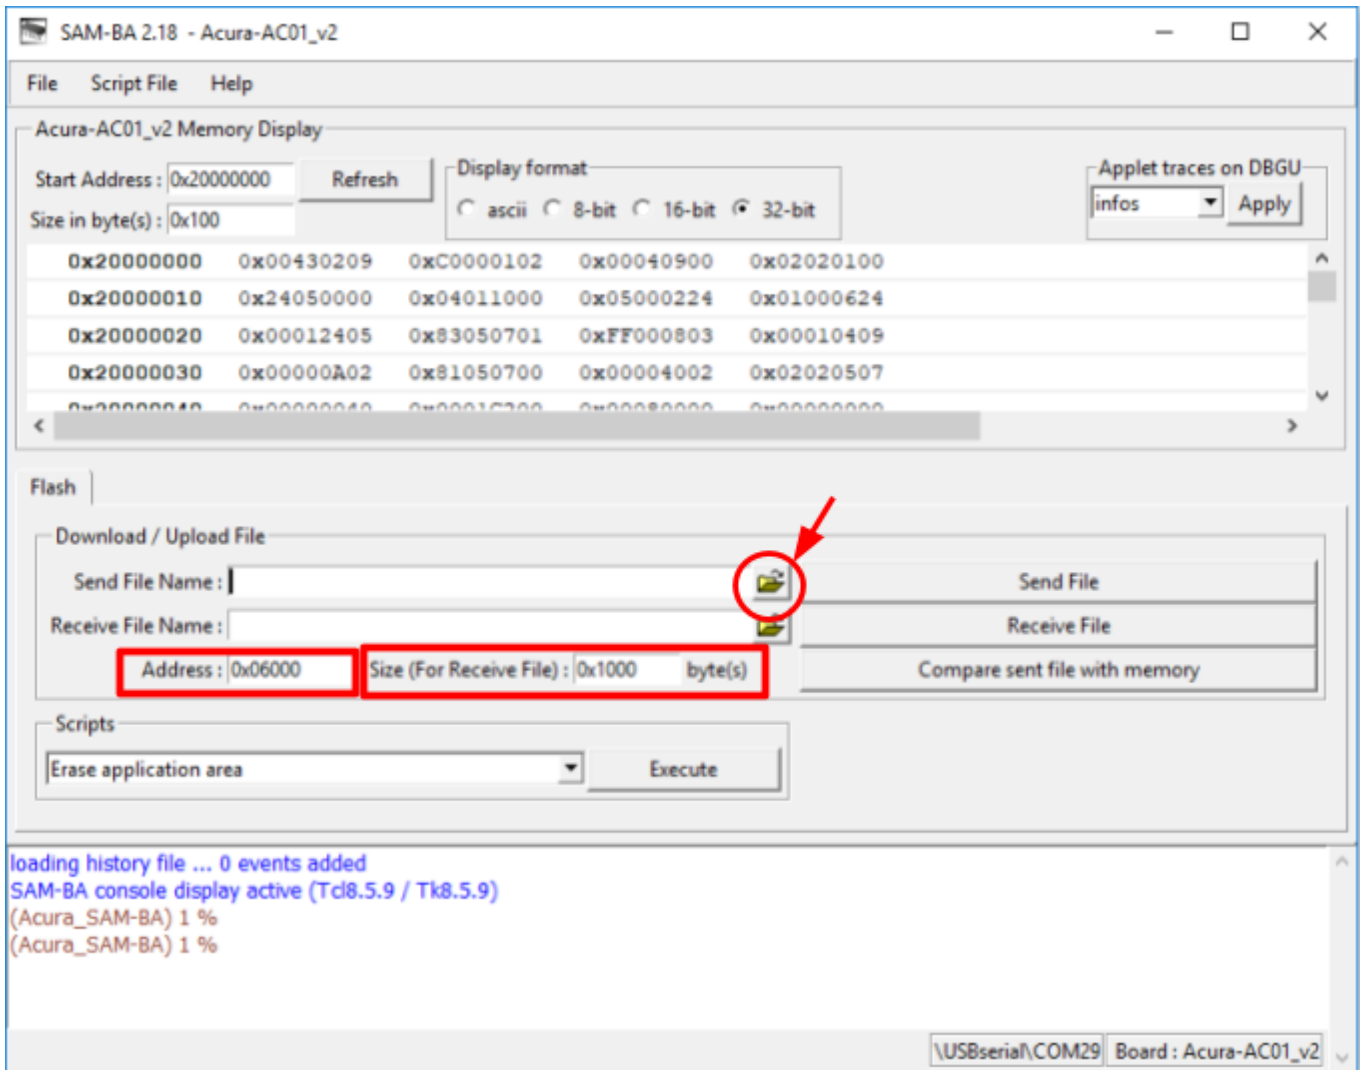 SAM-BA 2.18 - Acura-AC01_v2
File Script File Help
Acura-AC01_v2 Memory Display
Start Address : 0x20000000 Refresh
Size in byte(s) : 0x100
Display format
ascii 8-bit 16-bit 32-bit
Applet traces on DBGU
infos Apply
0x20000000 0x00430209 0xC0000102 0x00040900 0x02020100
0x20000010 0x24050000 0x04011000 0x05000224 0x01000624
0x20000020 0x00012405 0x83050701 0xFF000803 0x00010409
0x20000030 0x00000A02 0x81050700 0x00004002 0x02020507
0x20000040 0x00000040 0x0001C200 0x00080000 0x00000000
Flash
Download / Upload File
Send File Name : Send File
Receive File Name : Receive File
Address : 0x06000 Size (For Receive File) : 0x1000 byte(s) Compare sent file with memory
Scripts
Erase application area Execute
loading history file ... 0 events added
SAM-BA console display active (Tcl8.5.9 / Tk8.5.9)
(Acura_SAM-BA) 1 %
(Acura_SAM-BA) 1 %
\USBserial\COM29 Board : Acura-AC01_v2